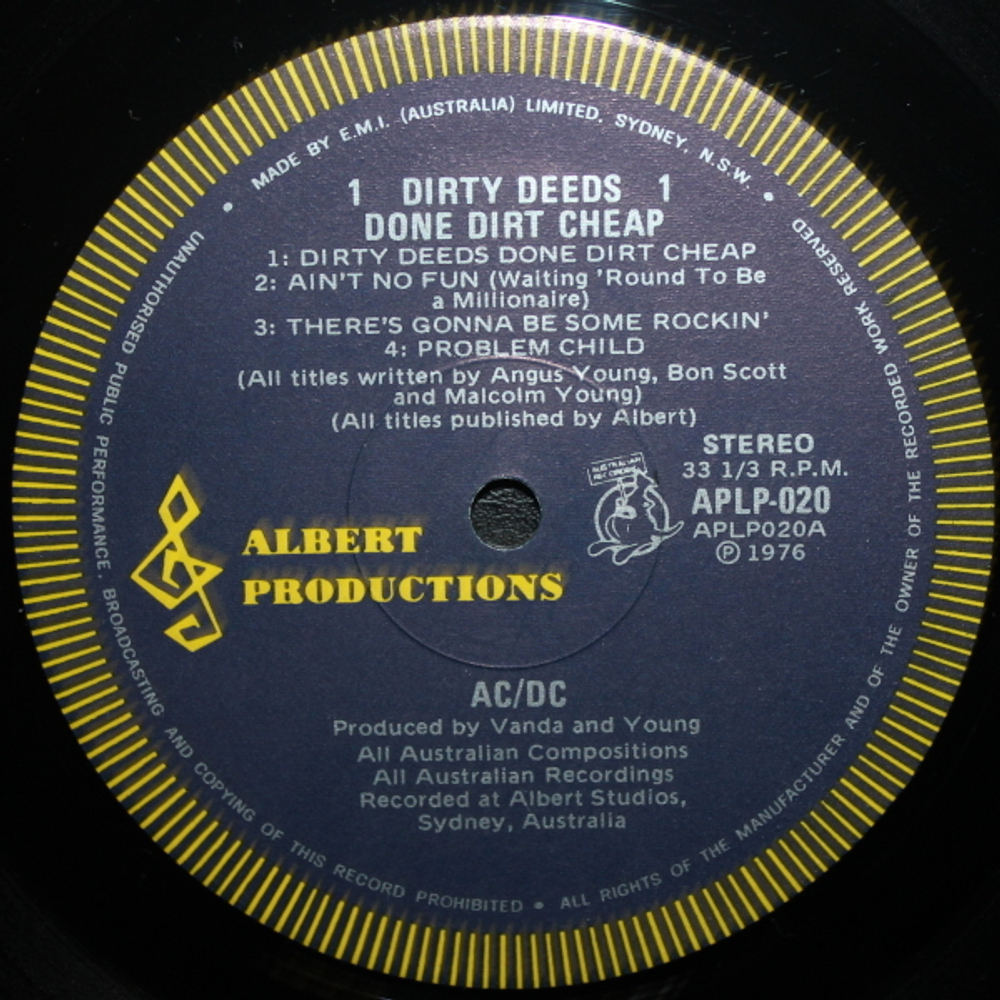 MADE BY E.M.I. (AUSTRALIA) LIMITED. SYDNEY, N.S.W. •
UNAUTHORISED PUBLIC PERFORMANCE, BROADCASTING AND COPYING OF THIS RECORD PROHIBITED • ALL RIGHTS OF THE MANUFACTURER AND OF THE OWNER OF THE RECORDED WORK RESERVED •
1 DIRTY DEEDS 1
DONE DIRT CHEAP
1: DIRTY DEEDS DONE DIRT CHEAP
2: AIN'T NO FUN (Waiting 'Round To Be
a Millionaire)
3: THERE'S GONNA BE SOME ROCKIN'
4: PROBLEM CHILD
(All titles written by Angus Young, Bon Scott
and Malcolm Young)
(All titles published by Albert)
STEREO
33 1/3 R.P.M.
APLP-020
APLP020A
℗ 1976
AUSTRALIAN
RECORDING
ALBERT
PRODUCTIONS
AC/DC
Produced by Vanda and Young
All Australian Compositions
All Australian Recordings
Recorded at Albert Studios,
Sydney, Australia